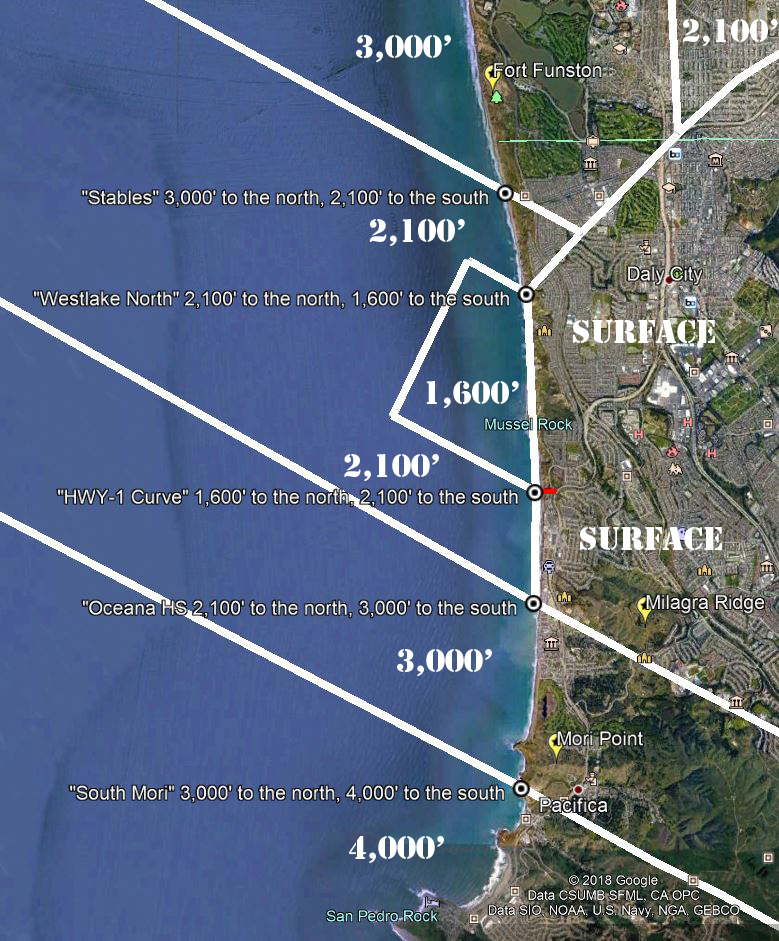 3,000’
2,100’
Fort Funston
"Stables" 3,000' to the north, 2,100' to the south
2,100’
Daly City
"Westlake North" 2,100' to the north, 1,600' to the south
SURFACE
1,600’
Mussel Rock
2,100’
"HWY-1 Curve" 1,600' to the north, 2,100' to the south
SURFACE
"Oceana HS 2,100' to the north, 3,000' to the south
Milagra Ridge
3,000’
Mori Point
"South Mori" 3,000' to the north, 4,000' to the south
Pacifica
4,000’
© 2018 Google
Data CSUMB SFML, CA OPC
Data SIO, NOAA, U.S. Navy, NGA, GEBCO
San Pedro Rock